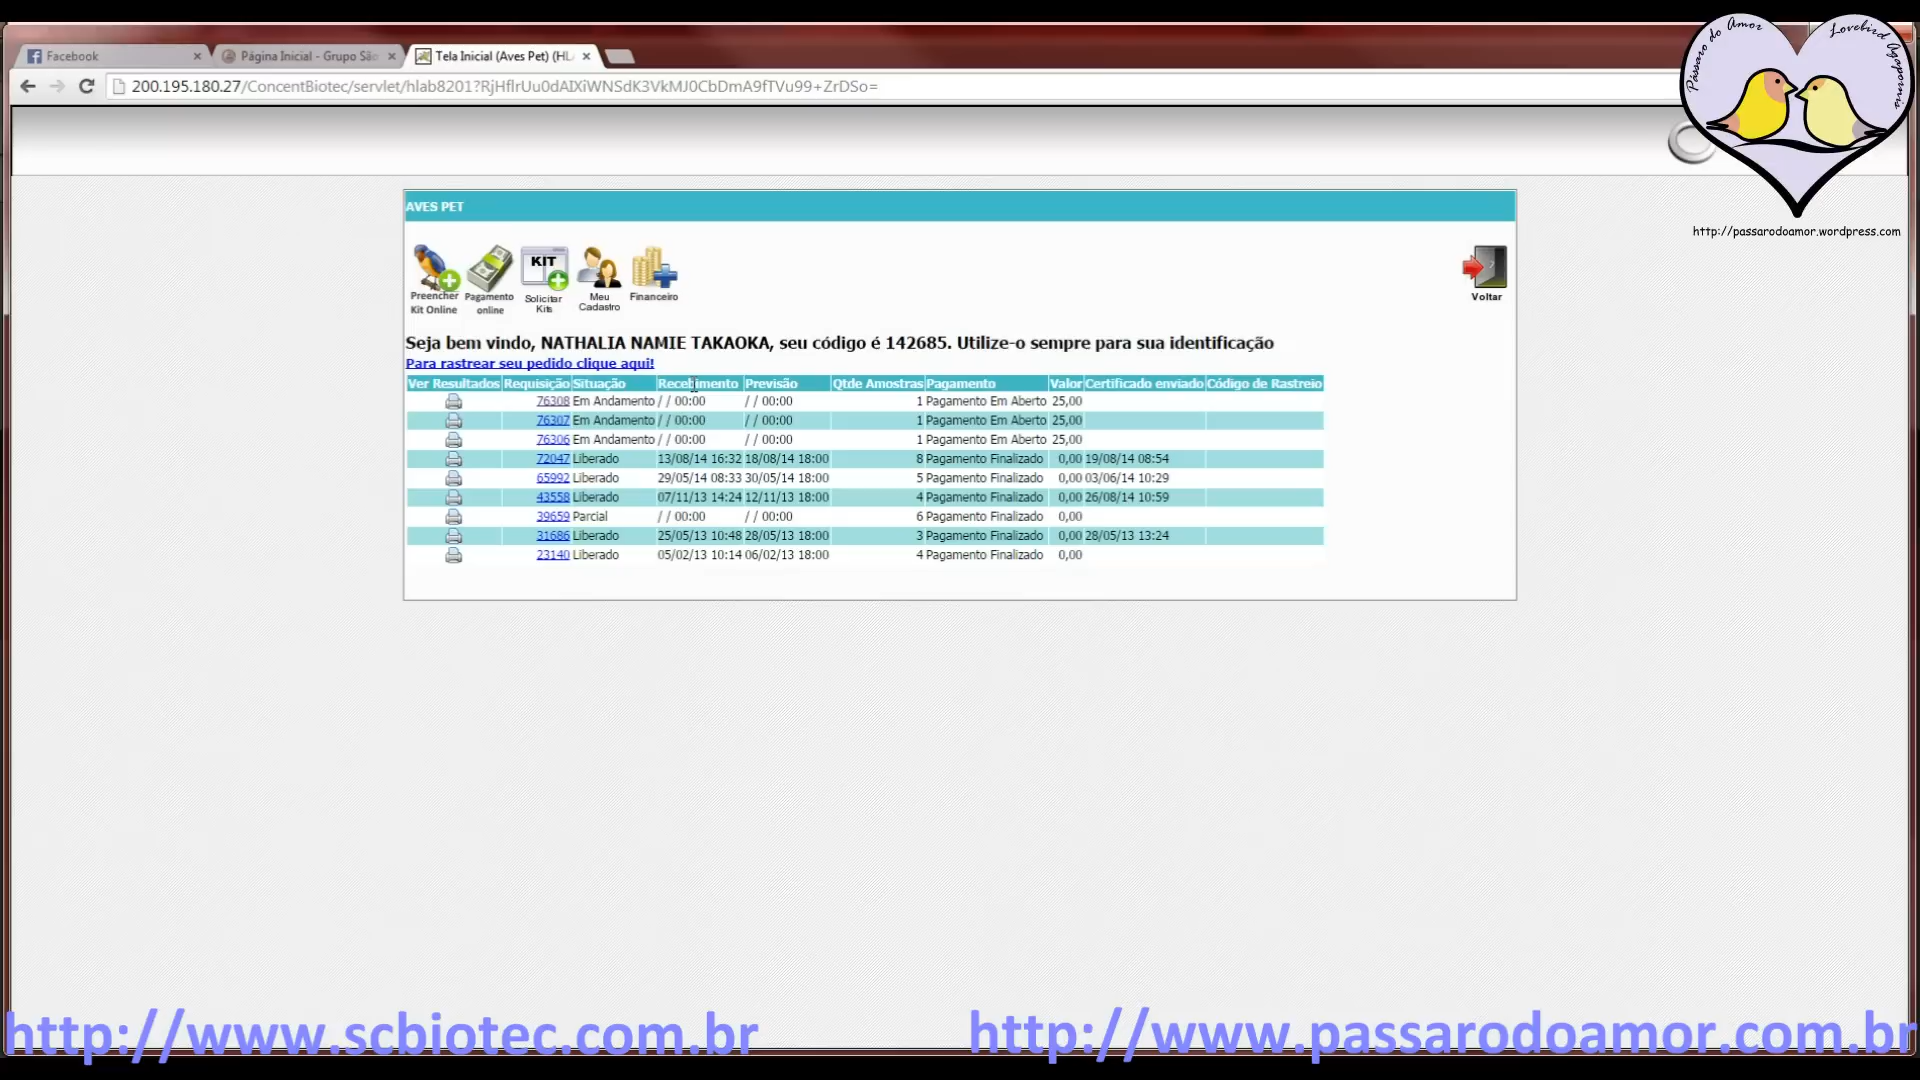 Facebook
Página Inicial - Grupo São
Tela Inicial (Aves Pet) (HL
200.195.180.27/ConcentBiotec/servlet/hlab8201?RjHflrUu0dAIXiWNSdK3VkMJ0CbDmA9fTVu99+ZrDSo=
Pássaro do Amor
Lovebird Agapornis
http://passarodoamor.wordpress.com
AVES PET
KIT
Preencher Kit Online
Pagamento online
Solicitar Kits
Meu Cadastro
Financeiro
Voltar
Seja bem vindo, NATHALIA NAMIE TAKAOKA, seu código é 142685. Utilize-o sempre para sua identificação
Para rastrear seu pedido clique aqui!
Ver Resultados Requisição Situação Recebimento Previsão Qtde Amostras Pagamento Valor Certificado enviado Código de Rastreio
76308 Em Andamento / / 00:00 / / 00:00 1 Pagamento Em Aberto 25,00
76307 Em Andamento / / 00:00 / / 00:00 1 Pagamento Em Aberto 25,00
76306 Em Andamento / / 00:00 / / 00:00 1 Pagamento Em Aberto 25,00
72047 Liberado 13/08/14 16:32 18/08/14 18:00 8 Pagamento Finalizado 0,00 19/08/14 08:54
65992 Liberado 29/05/14 08:33 30/05/14 18:00 5 Pagamento Finalizado 0,00 03/06/14 10:29
43558 Liberado 07/11/13 14:24 12/11/13 18:00 4 Pagamento Finalizado 0,00 26/08/14 10:59
39659 Parcial / / 00:00 / / 00:00 6 Pagamento Finalizado 0,00
31686 Liberado 25/05/13 10:48 28/05/13 18:00 3 Pagamento Finalizado 0,00 28/05/13 13:24
23140 Liberado 05/02/13 10:14 06/02/13 18:00 4 Pagamento Finalizado 0,00
http://www.scbiotec.com.br
http://www.passarodoamor.com.br